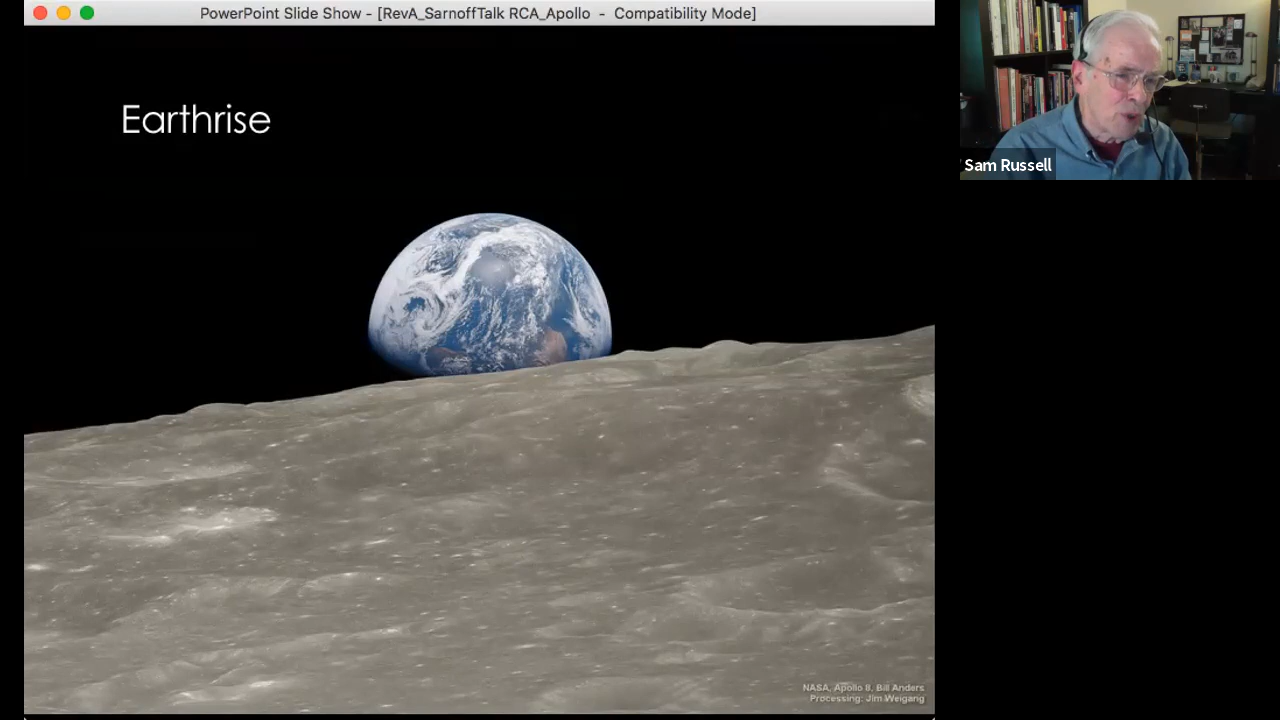 PowerPoint Slide Show - [RevA_SarnoffTalk RCA_Apollo - Compatibility Mode]
Earthrise
Sam Russell
NASA, Apollo 8, Bill Anders
Processing: Jim Weigang